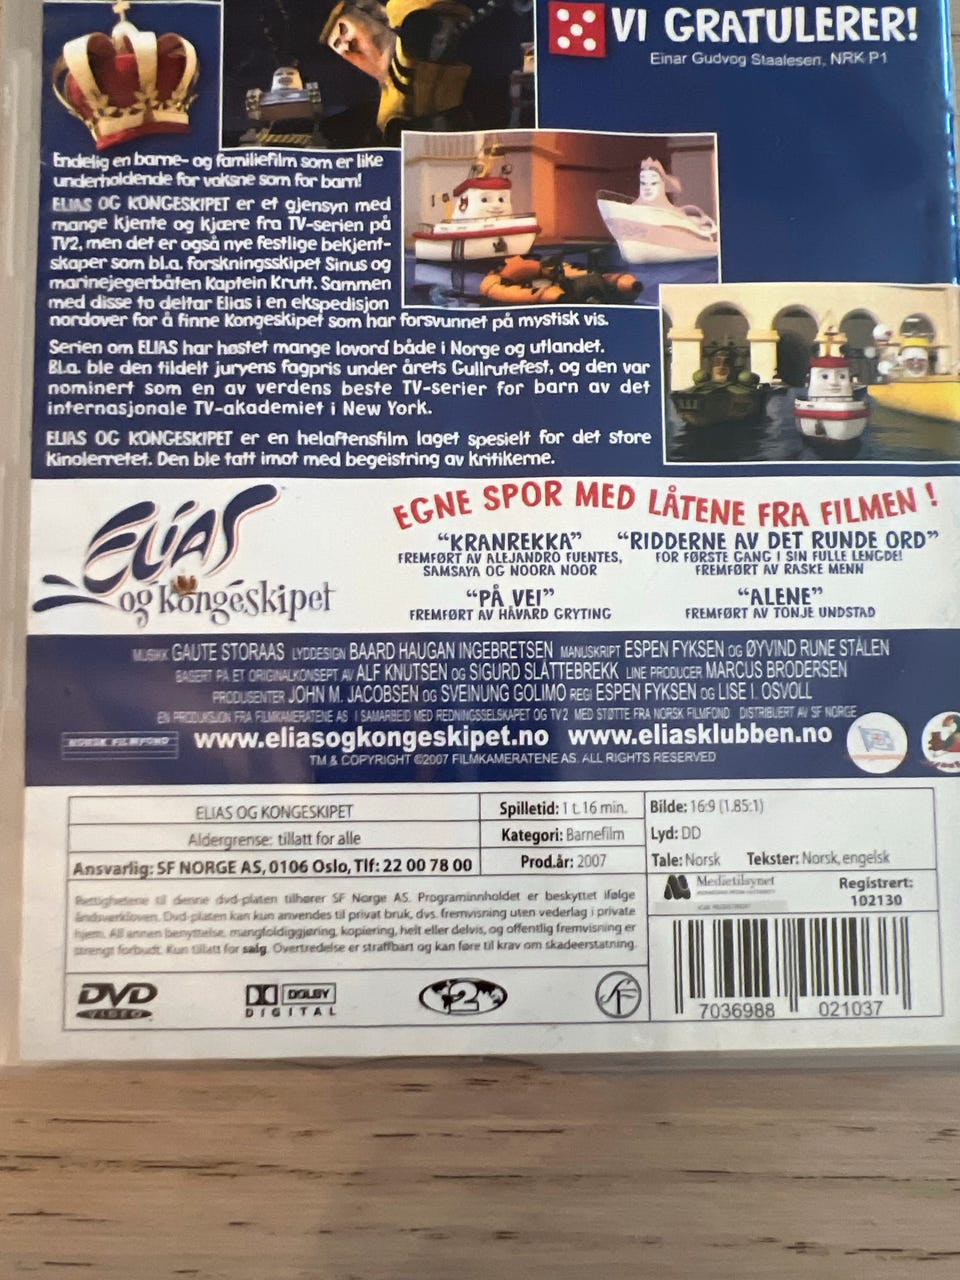 VI GRATULERER!
Einar Gudvog Staalesen, NRK P1
Endelig en barne- og familiefilm som er like
underholdende for voksne som for barn!
ELIAS OG KONGESKIPET er et gjensyn med
mange kjente og kjære fra TV-serien på
TV2, men det er også nye festlige bekjent-
skaper som bl.a. forskningsskipet Sinus og
marinejegerbåten Kaptein Krutt. Sammen
med disse to deltar Elias i en ekspedisjon
nordover for å finne Kongeskipet som har forsvunnet på mystisk vis.
Serien om ELIAS har høstet mange lovord både i Norge og utlandet.
Bl.a. ble den tildelt juryens fagpris under årets Gullrutefest, og den var
nominert som en av verdens beste TV-serier for barn av det
internasjonale TV-akademiet i New York.
ELIAS OG KONGESKIPET er en helaftensfilm laget spesielt for det store
kinolerretet. Den ble tatt imot med begeistring av kritikerne.
ELIAS
og kongeskipet
EGNE SPOR MED LÅTENE FRA FILMEN !
"KRANREKKA"
FREMFØRT AV ALEJANDRO FUENTES,
SAMSAYA OG NOORA NOOR
"RIDDERNE AV DET RUNDE ORD"
FOR FØRSTE GANG I SIN FULLE LENGDE!
FREMFØRT AV RASKE MENN
"PÅ VEI"
FREMFØRT AV HÅVARD GRYTING
"ALENE"
FREMFØRT AV TONJE UNDSTAD
MUSIKK GAUTE STORAAS LYDDESIGN BAARD HAUGAN INGEBRETSEN MANUSKRIPT ESPEN FYKSEN OG ØYVIND RUNE STÅLEN
BASERT PÅ ET ORIGINALKONSEPT AV ALF KNUTSEN OG SIGURD SLÅTTEBREKK LINE PRODUCER MARCUS BRODERSEN
PRODUSENTER JOHN M. JACOBSEN OG SVEINUNG GOLIMO REGI ESPEN FYKSEN OG LISE I. OSVOLL
EN PRODUKSJON FRA FILMKAMERATENE AS I SAMARBEID MED REDNINGSSELSKAPET OG TV2 MED STØTTE FRA NORSK FILMFOND DISTRIBUERT AV SF NORGE
NORSK FILMFOND
www.eliasogkongeskipet.no www.eliasklubben.no
TM & COPYRIGHT ©2007 FILMKAMERATENE AS. ALL RIGHTS RESERVED
ELIAS OG KONGESKIPET
Aldergrense: tillatt for alle
Ansvarlig: SF NORGE AS, 0106 Oslo, Tlf: 22 00 78 00
Spilletid: 1 t. 16 min.
Kategori: Barnefilm
Prod.år: 2007
Bilde: 16:9 (1.85:1)
Lyd: DD
Tale: Norsk Tekster: Norsk, engelsk
Rettighetene til denne dvd-platen tilhører SF Norge AS. Programinnholdet er beskyttet ifølge
åndsverkloven. Dvd-platen kan kun anvendes til privat bruk, dvs. fremvisning uten vederlag i private
hjem. All annen benyttelse, mangfoldiggjøring, kopiering, helt eller delvis, og offentlig fremvisning er
strengt forbudt. Kun tillatt for salg. Overtredelse er straffbart og kan føre til krav om skadeerstatning.
Medietilsynet
Registrert:
102130
DVD
VIDEO
DOLBY
DIGITAL
2
SF
7036988 021037